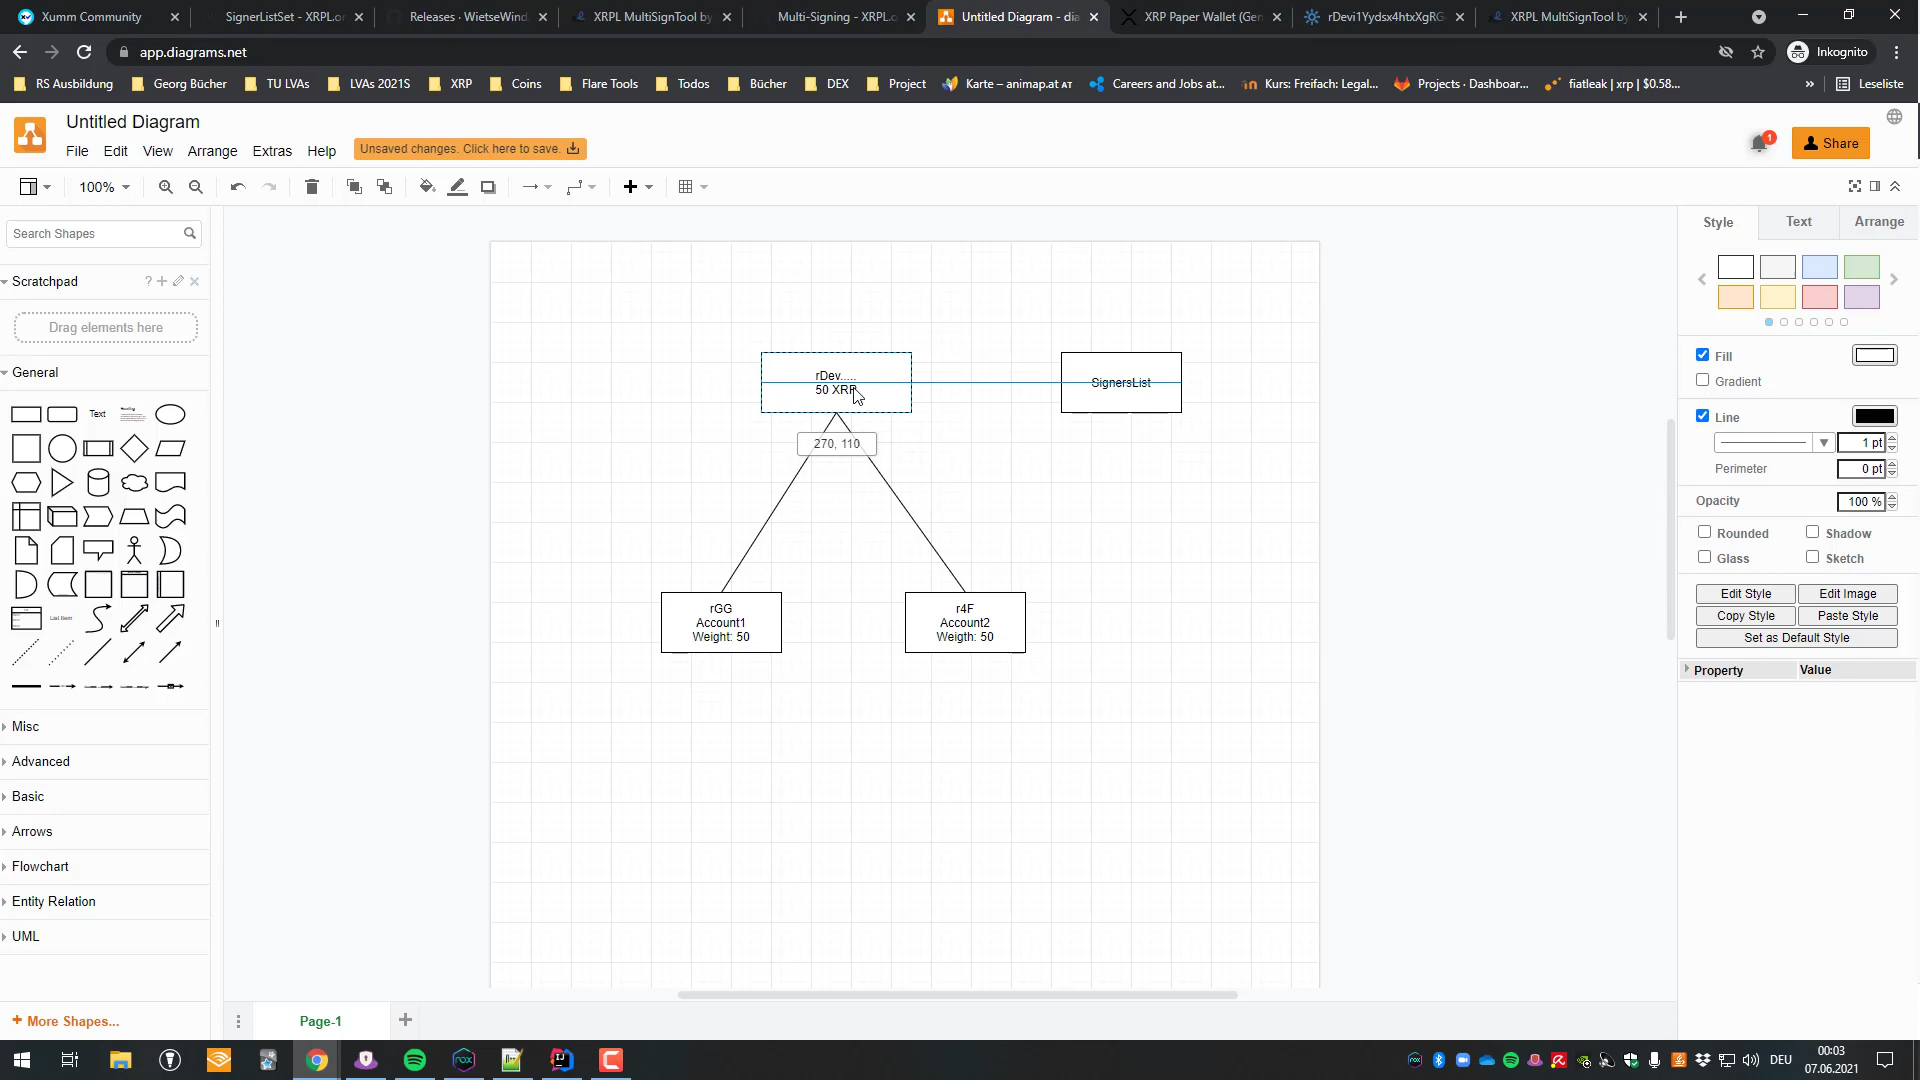 Xumm Community
SignerListSet - XRPL.or
Releases · WietseWind
XRPL MultiSignTool by
Multi-Signing - XRPL.o
Untitled Diagram - dia
XRP Paper Wallet (Gen
rDevi1Yydsx4htxXgRG
XRPL MultiSignTool by
app.diagrams.net
Inkognito
RS Ausbildung
Georg Bücher
TU LVAs
LVAs 2021S
XRP
Coins
Flare Tools
Todos
Bücher
DEX
Project
Karte – animap.at AT
Careers and Jobs at...
Kurs: Freifach: Legal...
Projects · Dashboar...
fiatleak | xrp | $0.58...
»
Leseliste
Untitled Diagram
File
Edit
View
Arrange
Extras
Help
Unsaved changes. Click here to save.
1
Share
100%
Search Shapes
Scratchpad
?
Drag elements here
General
Text
Heading
List Item
Misc
Advanced
Basic
Arrows
Flowchart
Entity Relation
UML
+ More Shapes...
rDev.....
50 XRP
270, 110
SignersList
rGG
Account1
Weight: 50
r4F
Account2
Weigth: 50
Page-1
Style
Text
Arrange
Fill
Gradient
Line
1 pt
Perimeter
0 pt
Opacity
100 %
Rounded
Shadow
Glass
Sketch
Edit Style
Edit Image
Copy Style
Paste Style
Set as Default Style
Property
Value
DEU
00:03
07.06.2021